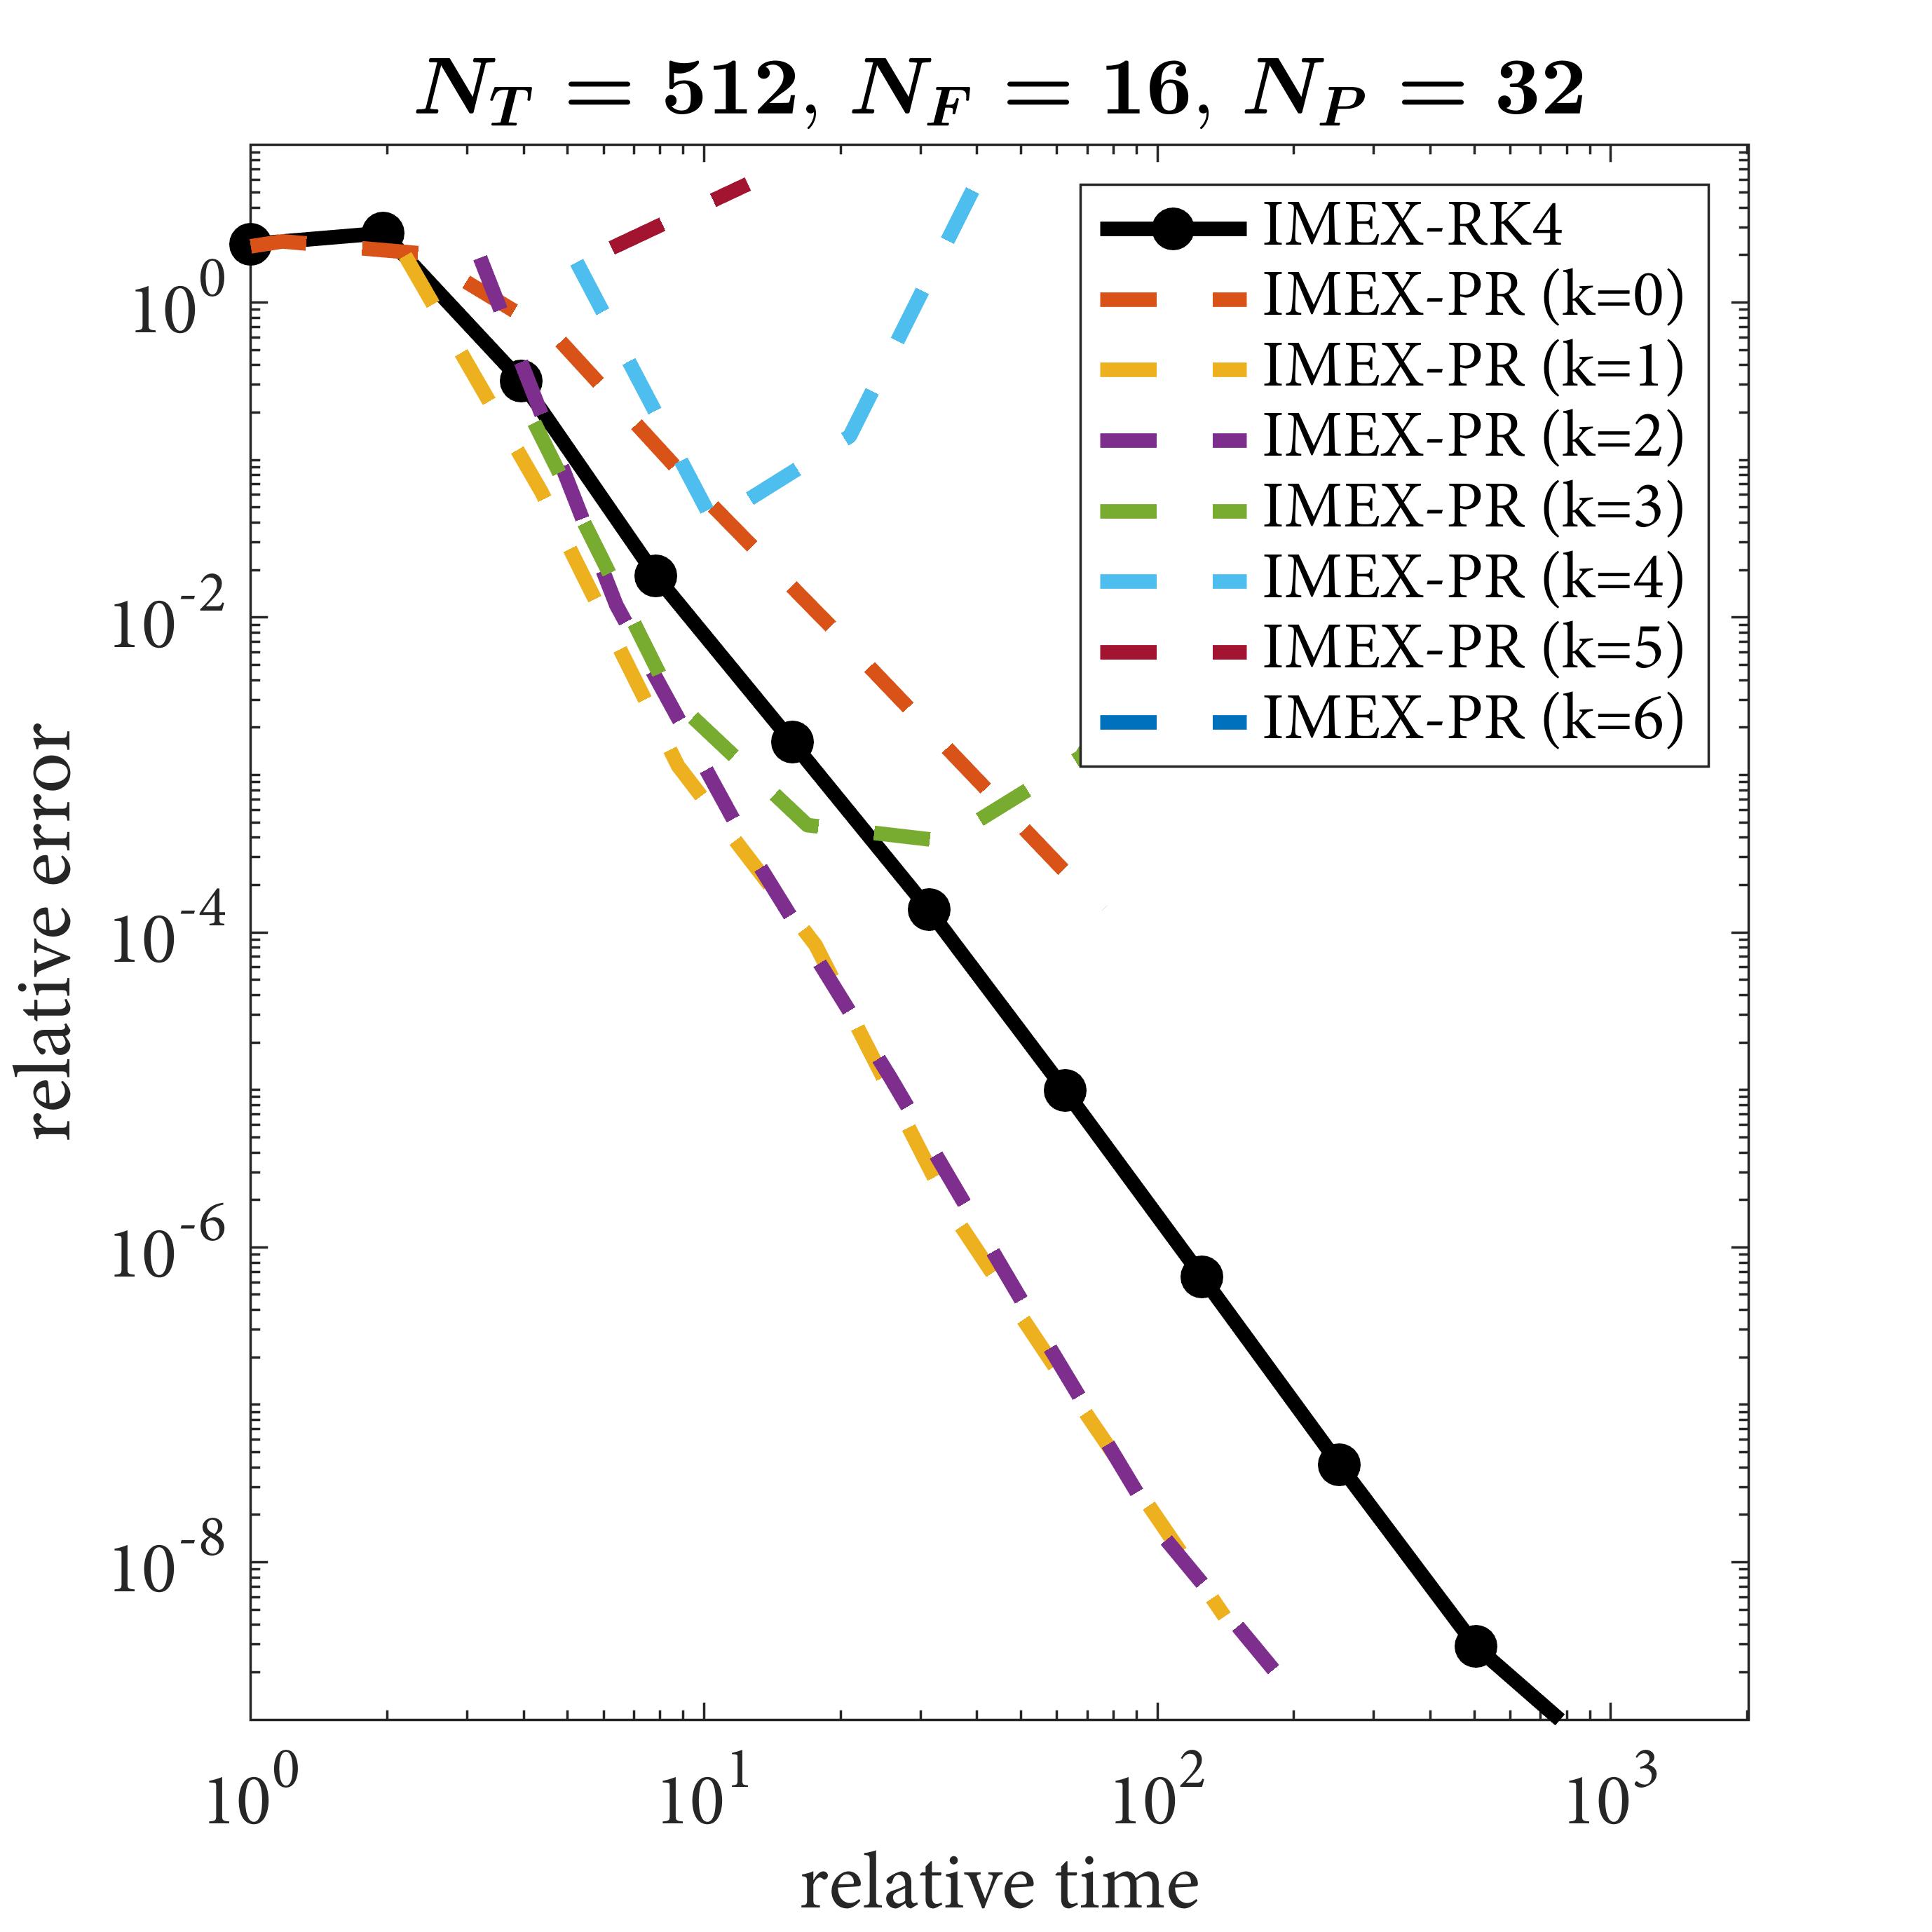 N_T = 512, N_F = 16, N_P = 32
IMEX-RK4
IMEX-PR (k=0)
IMEX-PR (k=1)
IMEX-PR (k=2)
IMEX-PR (k=3)
IMEX-PR (k=4)
IMEX-PR (k=5)
IMEX-PR (k=6)
relative error
10^0
10^-2
10^-4
10^-6
10^-8
10^0 10^1 10^2 10^3
relative time